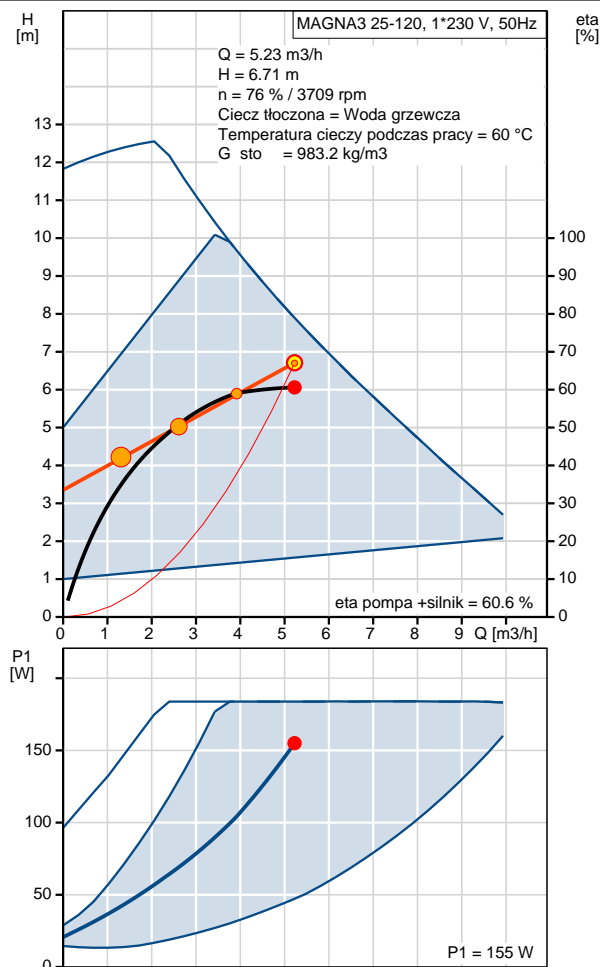 H
[m]
MAGNA3 25-120, 1*230 V, 50Hz
eta
[%]
Q = 5.23 m3/h
H = 6.71 m
n = 76 % / 3709 rpm
Ciecz tłoczona = Woda grzewcza
Temperatura cieczy podczas pracy = 60 °C
G sto = 983.2 kg/m3
13
12
11
10
9
8
7
6
5
4
3
2
1
0
100
90
80
70
60
50
40
30
20
10
0
eta pompa +silnik = 60.6 %
0 1 2 3 4 5 6 7 8 9 Q [m3/h]
P1
[W]
150
100
50
0
P1 = 155 W